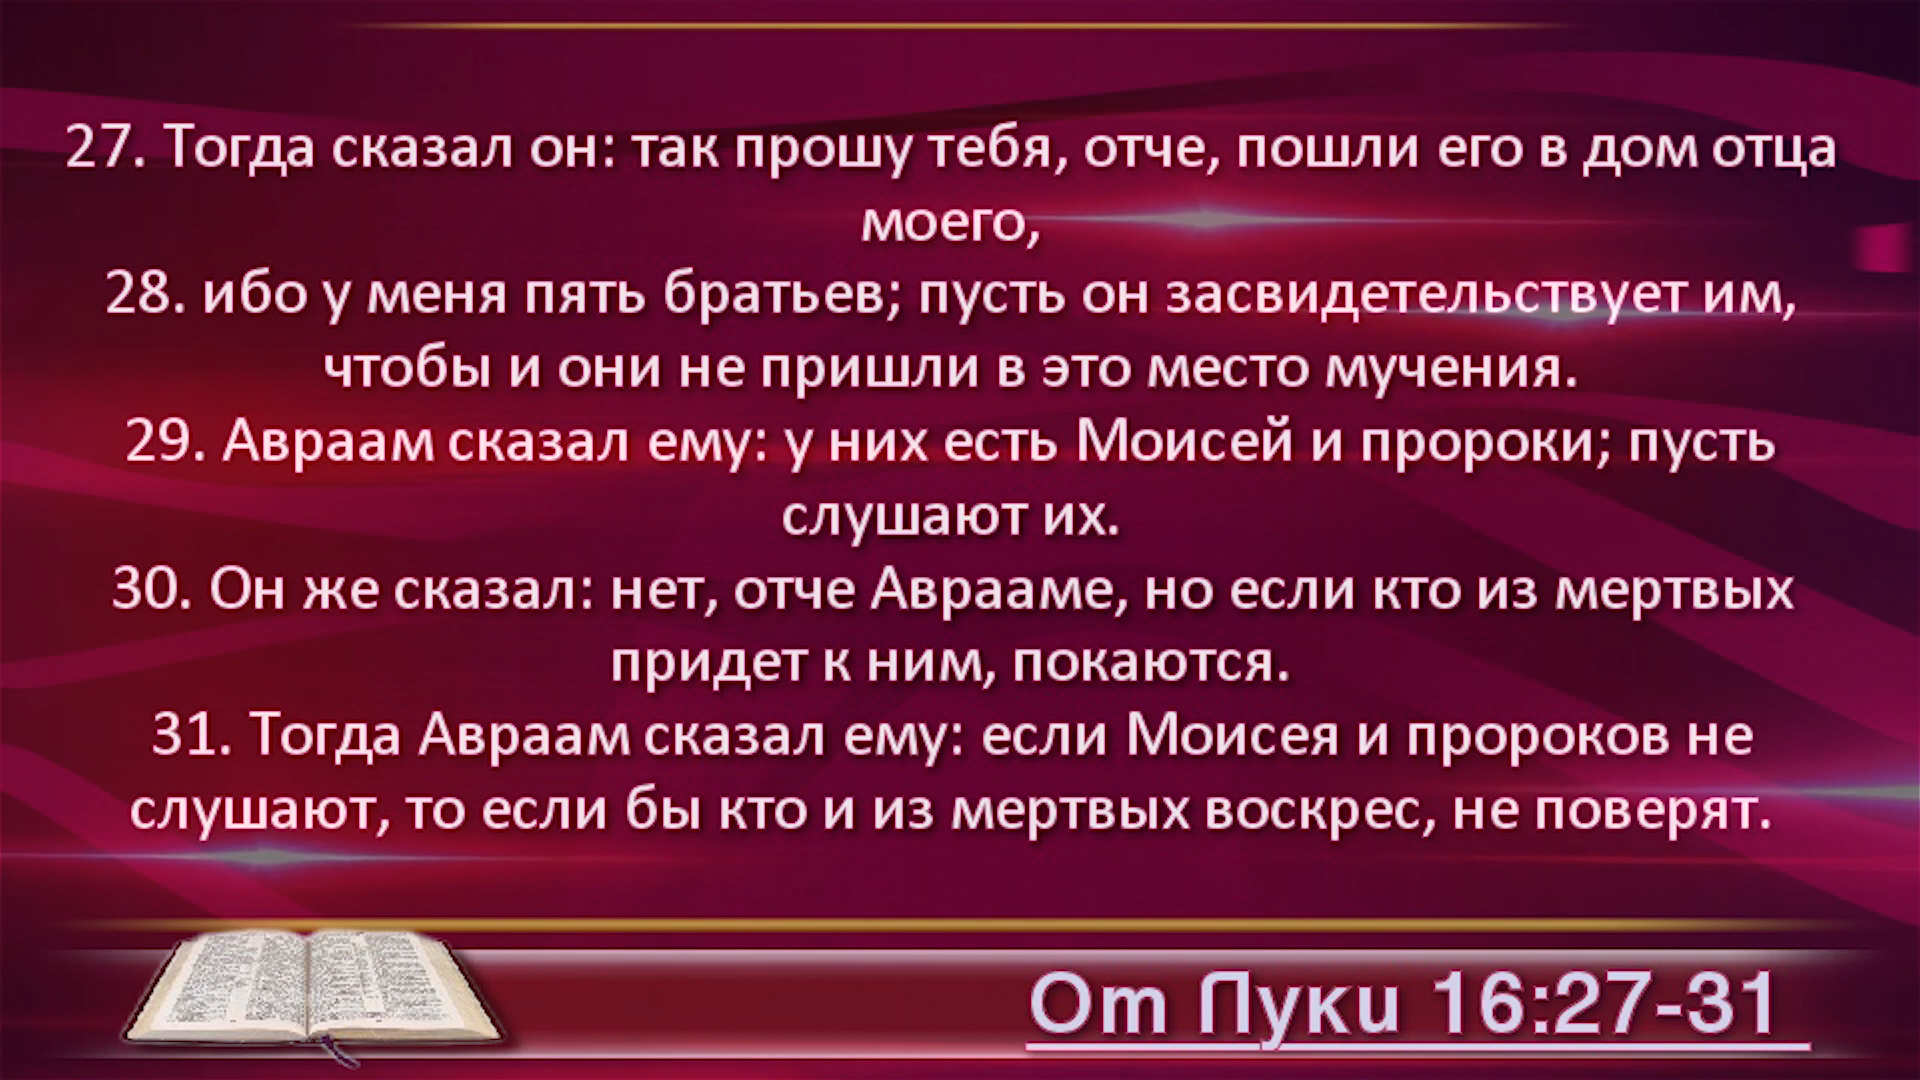 27. Тогда сказал он: так прошу тебя, отче, пошли его в дом отца
моего,
28. ибо у меня пять братьев; пусть он засвидетельствует им,
чтобы и они не пришли в это место мучения.
29. Авраам сказал ему: у них есть Моисей и пророки; пусть
слушают их.
30. Он же сказал: нет, отче Аврааме, но если кто из мертвых
придет к ним, покаются.
31. Тогда Авраам сказал ему: если Моисея и пророков не
слушают, то если бы кто и из мертвых воскрес, не поверят.
От Луки 16:27-31